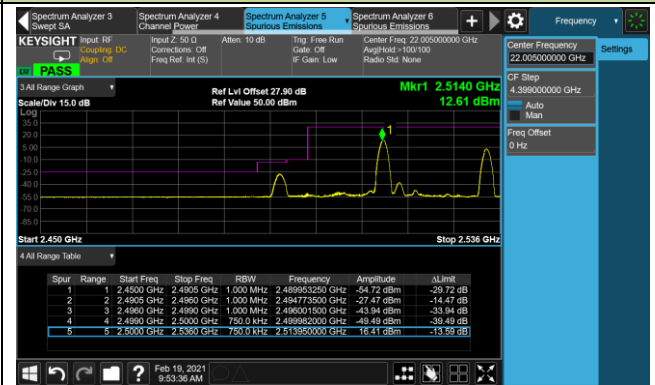 Spectrum Analyzer 3
Swept SA
Spectrum Analyzer 4
Channel Power
Spectrum Analyzer 5
Spurious Emissions
Spectrum Analyzer 6
Spurious Emissions
+
Frequency
KEYSIGHT
Input: RF
Coupling: DC
Align: Off
Input Z: 50 Ω
Corrections: Off
Freq Ref: Int (S)
Atten: 10 dB
Trig: Free Run
Gate: Off
IF Gain: Low
Center Freq: 22.005000000 GHz
Avg|Hold:>100/100
Radio Std: None
PASS
Center Frequency
22.005000000 GHz
Settings
CF Step
4.399000000 GHz
Auto
Man
Freq Offset
0 Hz
3 All Range Graph
Scale/Div 15.0 dB
Ref Lvl Offset 27.90 dB
Ref Value 50.00 dBm
Mkr1 2.5140 GHz
12.61 dBm
Log
35.0
20.0
5.00
-10.0
-25.0
-40.0
-55.0
-70.0
-85.0
1
Start 2.450 GHz
Stop 2.536 GHz
4 All Range Table
Spur Range Start Freq Stop Freq RBW Frequency Amplitude ΔLimit
1 1 2.4500 GHz 2.4905 GHz 1.000 MHz 2.489953250 GHz -54.72 dBm -29.72 dB
2 2 2.4905 GHz 2.4960 GHz 1.000 MHz 2.494773500 GHz -27.47 dBm -14.47 dB
3 3 2.4960 GHz 2.4990 GHz 1.000 MHz 2.496001500 GHz -43.94 dBm -33.94 dB
4 4 2.4990 GHz 2.5000 GHz 750.0 kHz 2.499982000 GHz -49.49 dBm -39.49 dB
5 5 2.5000 GHz 2.5360 GHz 750.0 kHz 2.513950000 GHz 16.41 dBm -13.59 dB
?
Feb 19, 2021
9:53:36 AM